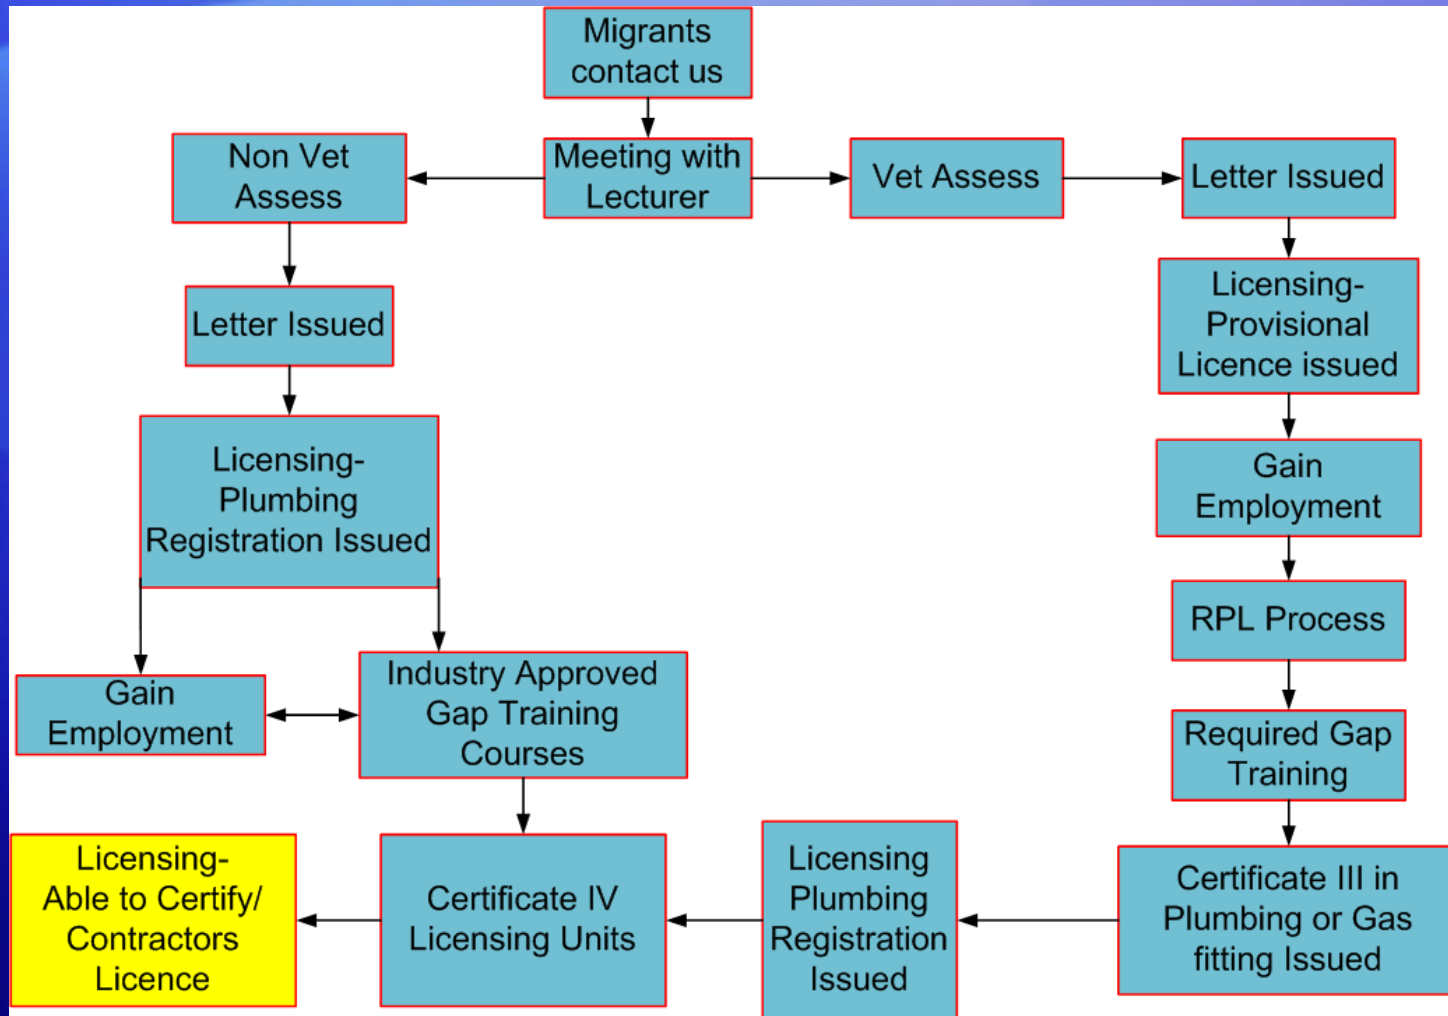 Migrants
contact us
Non Vet
Assess
Meeting with
Lecturer
Vet Assess
Letter Issued
Letter Issued
Licensing-
Provisional
Licence issued
Licensing-
Plumbing
Registration Issued
Gain
Employment
RPL Process
Gain
Employment
Industry Approved
Gap Training
Courses
Required Gap
Training
Licensing-
Able to Certify/
Contractors
Licence
Certificate IV
Licensing Units
Licensing
Plumbing
Registration
Issued
Certificate III in
Plumbing or Gas
fitting Issued